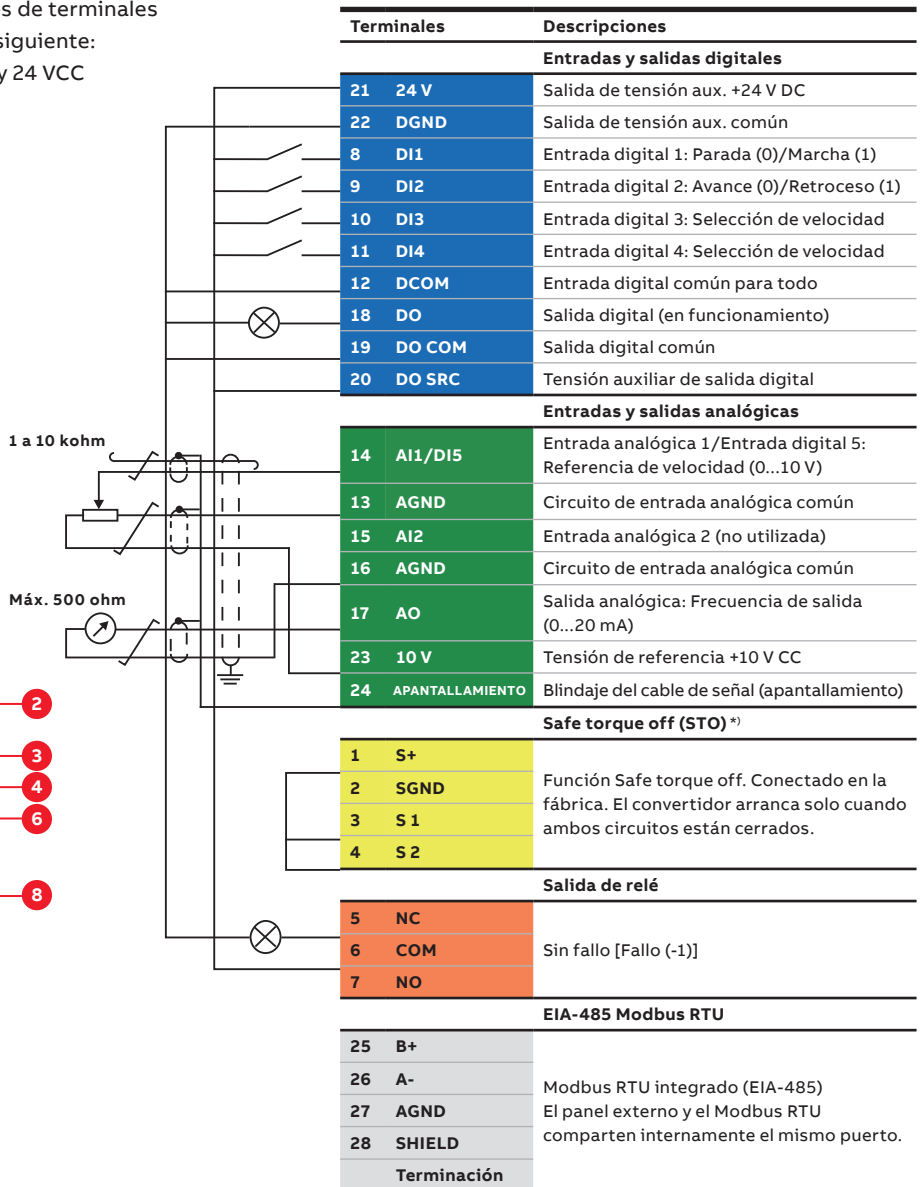 s de terminales
siguiente:
y 24 VCC
Terminales Descripciones
Entradas y salidas digitales
21 24 V Salida de tensión aux. +24 V DC
22 DGND Salida de tensión aux. común
8 DI1 Entrada digital 1: Parada (0)/Marcha (1)
9 DI2 Entrada digital 2: Avance (0)/Retroceso (1)
10 DI3 Entrada digital 3: Selección de velocidad
11 DI4 Entrada digital 4: Selección de velocidad
12 DCOM Entrada digital común para todo
18 DO Salida digital (en funcionamiento)
19 DO COM Salida digital común
20 DO SRC Tensión auxiliar de salida digital
Entradas y salidas analógicas
1 a 10 kohm
14 AI1/DI5 Entrada analógica 1/Entrada digital 5:
Referencia de velocidad (0...10 V)
13 AGND Circuito de entrada analógica común
15 AI2 Entrada analógica 2 (no utilizada)
16 AGND Circuito de entrada analógica común
Máx. 500 ohm
17 AO Salida analógica: Frecuencia de salida
(0...20 mA)
23 10 V Tensión de referencia +10 V CC
24 APANTALLAMIENTO Blindaje del cable de señal (apantallamiento)
2
Safe torque off (STO) *)
3
4
6
8
1 S+
2 SGND
3 S 1
4 S 2
Función Safe torque off. Conectado en la
fábrica. El convertidor arranca solo cuando
ambos circuitos están cerrados.
Salida de relé
5 NC
6 COM Sin fallo [Fallo (-1)]
7 NO
EIA-485 Modbus RTU
25 B+
26 A-
27 AGND
28 SHIELD
Terminación
Modbus RTU integrado (EIA-485)
El panel externo y el Modbus RTU
comparten internamente el mismo puerto.